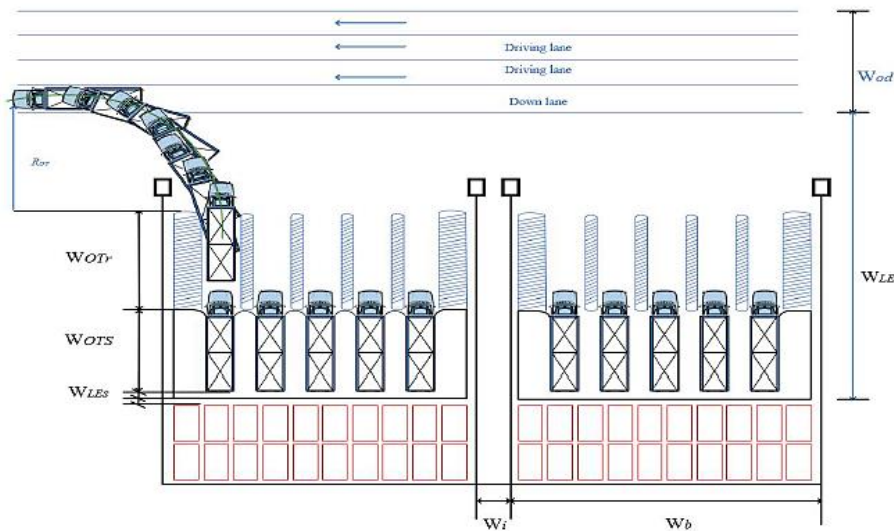 Driving lane
Driving lane
Down lane
Wod
Ror
WOTr
WLE
WOTS
WLEs
Wi
Wb